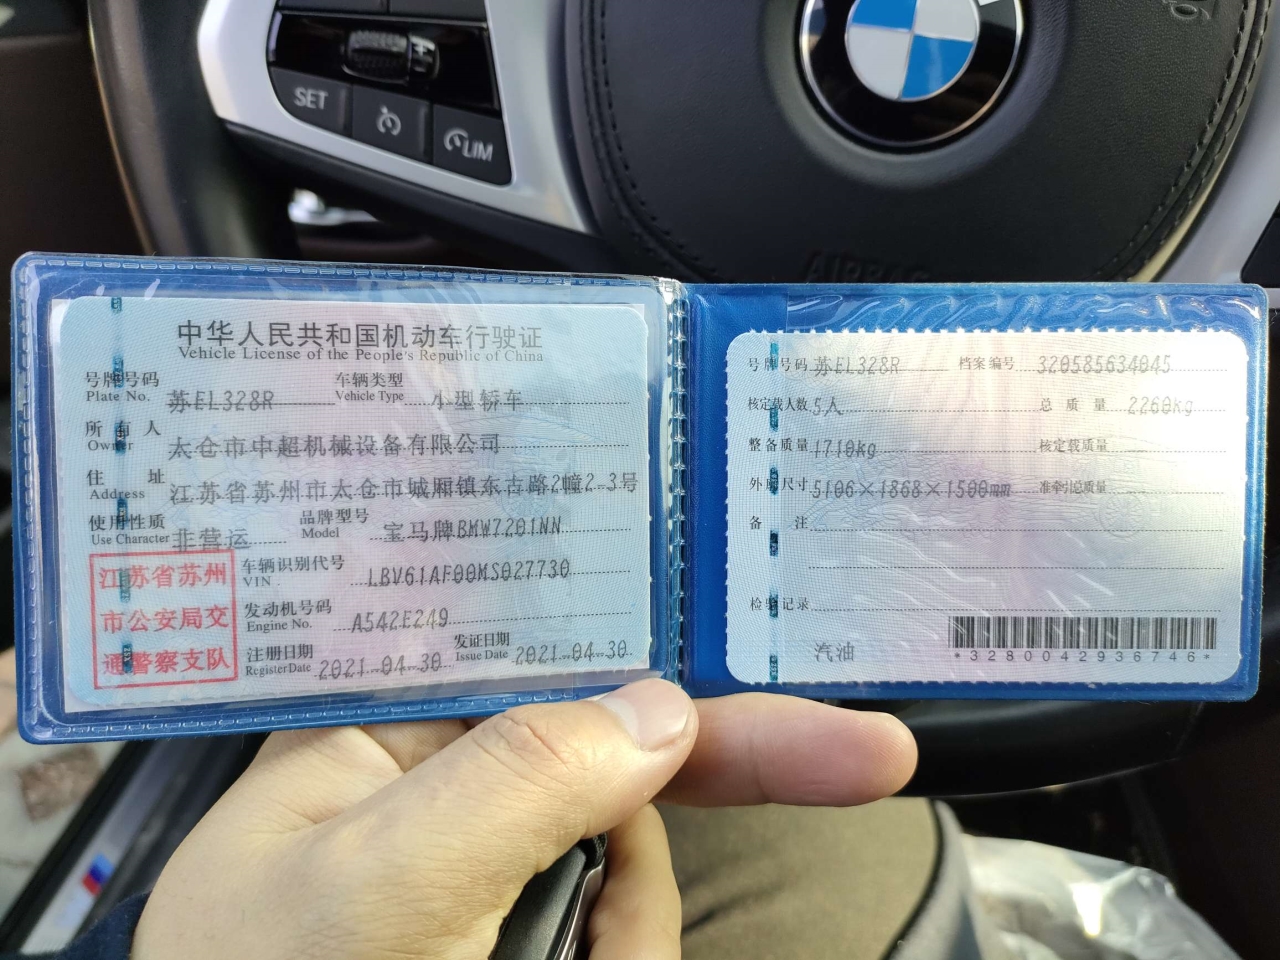 SET
LIM
AIRBAG
中华人民共和国机动车行驶证
Vehicle License of the People's Republic of China
号牌号码 苏EL328R 车辆类型 小型轿车
Plate No. Vehicle Type
所有人 太仓市中超机械设备有限公司
Owner
住址 江苏省苏州市太仓市城厢镇东古路2幢2-3号
Address
使用性质 非营运 品牌型号 宝马牌BMW7201NN
Use Character Model
江苏省苏州
市公安局交
通警察支队
车辆识别代号 LBV61AF00MS027730
VIN
发动机号码 A542E249
Engine No.
注册日期 2021-04-30 发证日期 2021-04-30
Register Date Issue Date
号牌号码 苏EL328R 档案编号 320585634045
核定载人数 5人 总质量 2260kg
整备质量 1710kg 核定载质量
外廓尺寸 5106×1868×1500mm 准牵引总质量
备注
检验记录
汽油
*3280042936746*